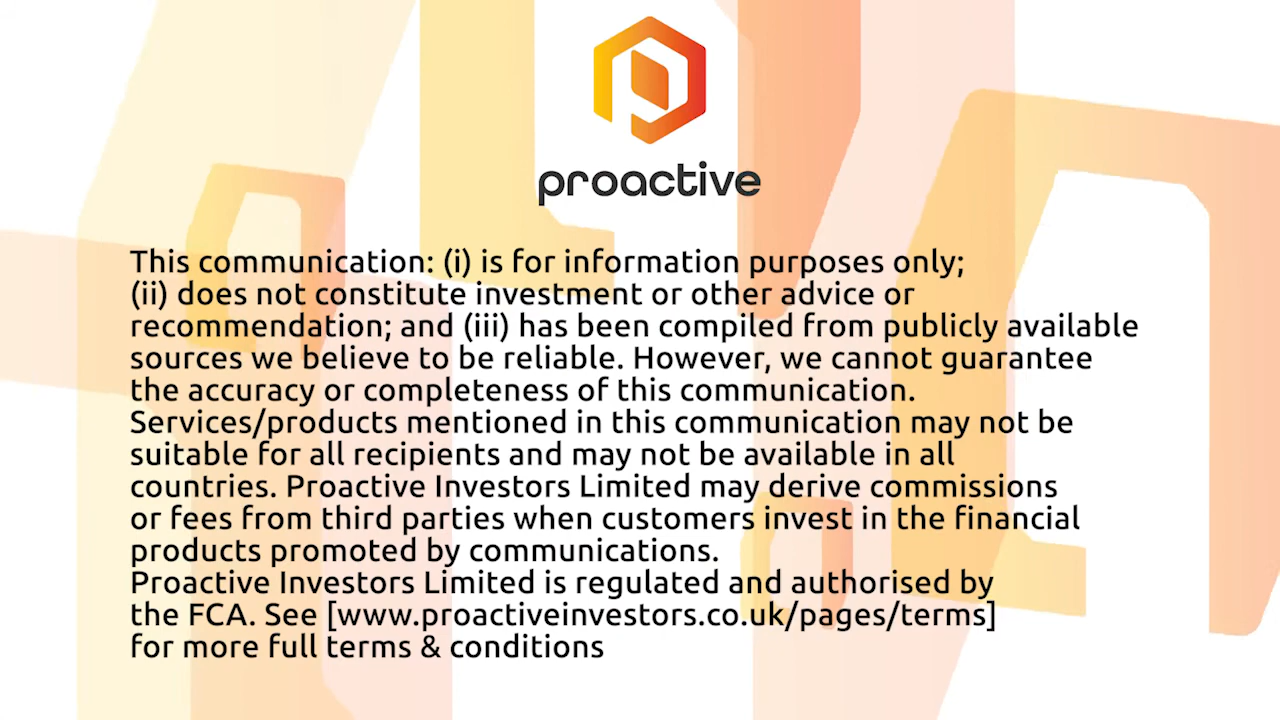 proactive
This communication: (i) is for information purposes only;
(ii) does not constitute investment or other advice or
recommendation; and (iii) has been compiled from publicly available
sources we believe to be reliable. However, we cannot guarantee
the accuracy or completeness of this communication.
Services/products mentioned in this communication may not be
suitable for all recipients and may not be available in all
countries. Proactive Investors Limited may derive commissions
or fees from third parties when customers invest in the financial
products promoted by communications.
Proactive Investors Limited is regulated and authorised by
the FCA. See [www.proactiveinvestors.co.uk/pages/terms]
for more full terms & conditions